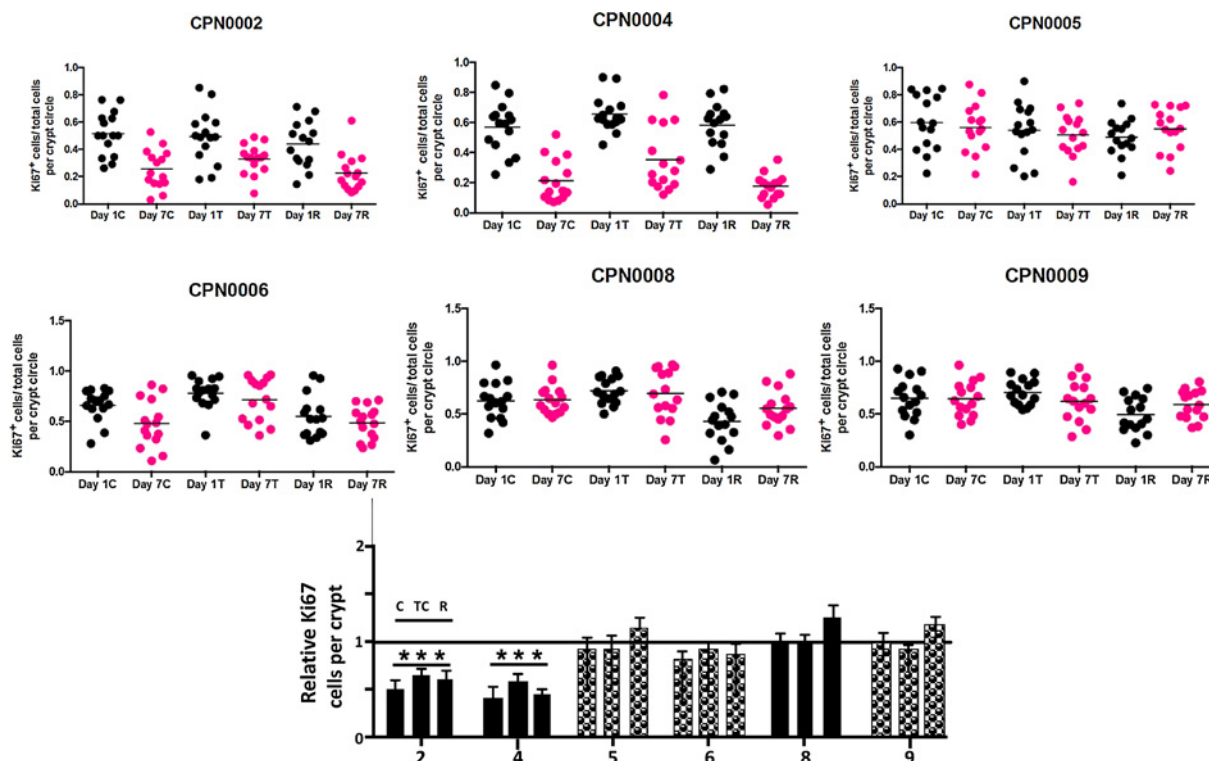 CPN0002
Ki67+ cells/ total cells
per crypt circle
1.0
0.8
0.6
0.4
0.2
0.0
Day 1C Day 7C Day 1T Day 7T Day 1R Day 7R
CPN0004
Ki67+ cells/ total cells
per crypt circle
1.0
0.8
0.6
0.4
0.2
0.0
Day 1C Day 7C Day 1T Day 7T Day 1R Day 7R
CPN0005
Ki67+ cells/ total cells
per crypt circle
1.0
0.8
0.6
0.4
0.2
0.0
Day 1C Day 7C Day 1T Day 7T Day 1R Day 7R
CPN0006
Ki67+ cells/ total cells
per crypt circle
1.5
1.0
0.5
0.0
Day 1C Day 7C Day 1T Day 7T Day 1R Day 7R
CPN0008
Ki67+ cells/ total cells
per crypt circle
1.5
1.0
0.5
0.0
Day 1C Day 7C Day 1T Day 7T Day 1R Day 7R
CPN0009
Ki67+ cells/ total cells
per crypt circle
1.5
1.0
0.5
0.0
Day 1C Day 7C Day 1T Day 7T Day 1R Day 7R
Relative Ki67
cells per crypt
2
1
0
C TC R
* * *
* * *
2 4 5 6 8 9